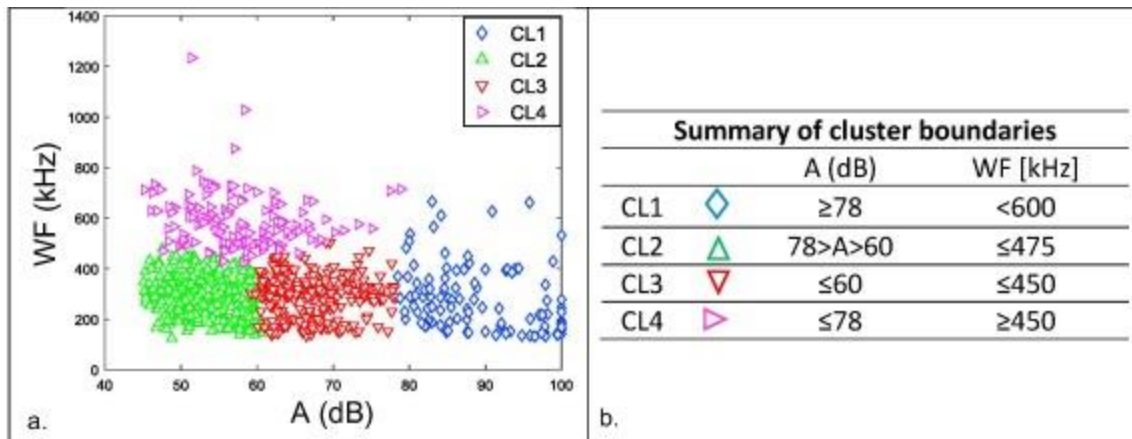 1400
1200
1000
800
600
400
200
0
WF (kHz)
CL1
CL2
CL3
CL4
40 50 60 70 80 90 100
A (dB)
a.
Summary of cluster boundaries
A (dB) WF [kHz]
CL1 ≥78 <600
CL2 78>A>60 ≤475
CL3 ≤60 ≤450
CL4 ≤78 ≥450
b.